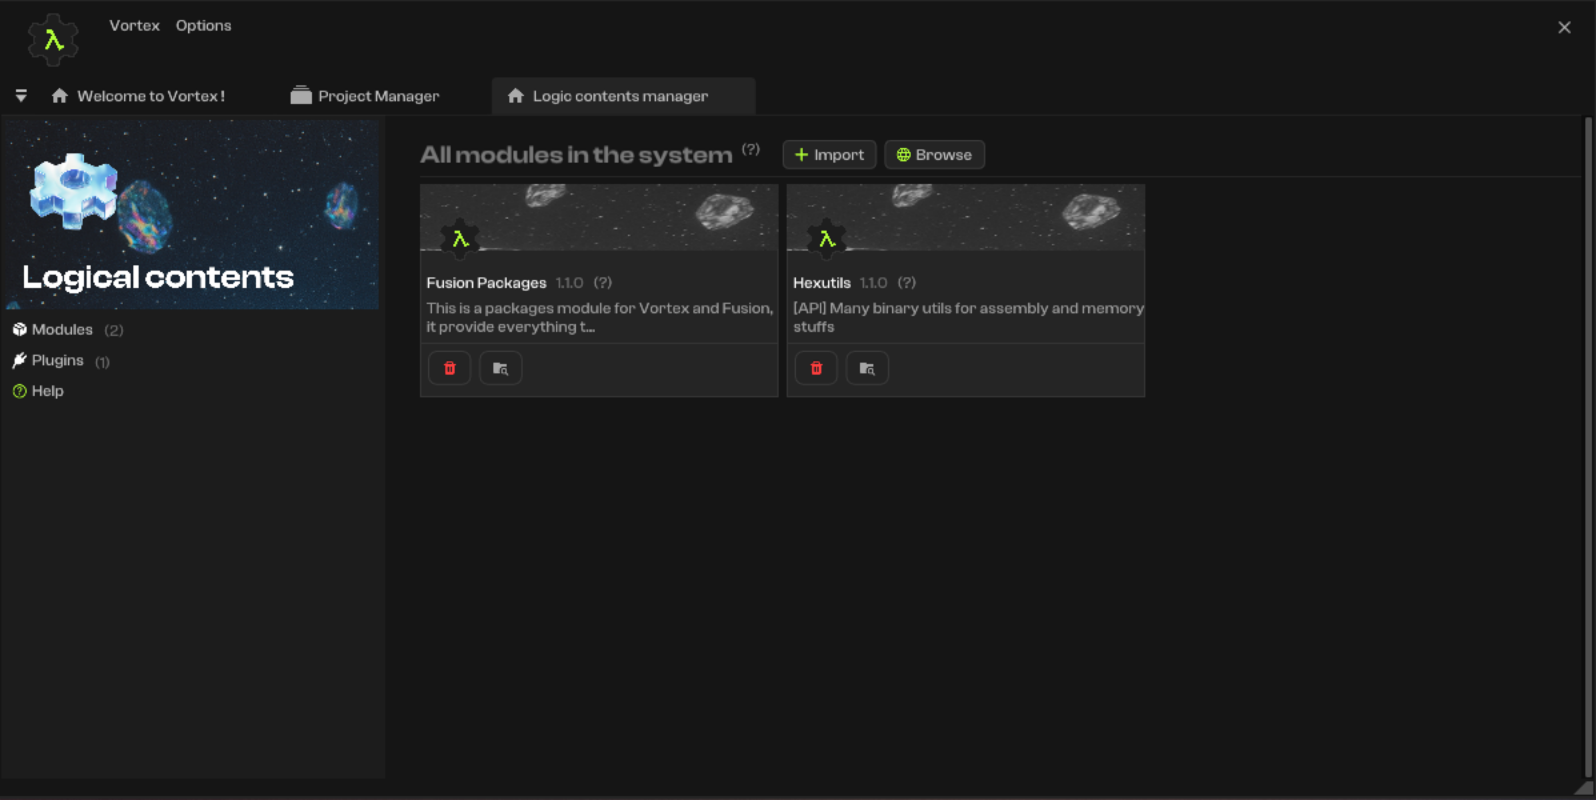 Vortex Options
Welcome to Vortex !
Project Manager
Logic contents manager
Logical contents
Modules (2)
Plugins (1)
Help
All modules in the system (?)
Import
Browse
Fusion Packages 1.1.0 (?)
This is a packages module for Vortex and Fusion,
it provide everything t...
Hexutils 1.1.0 (?)
[API] Many binary utils for assembly and memory
stuffs